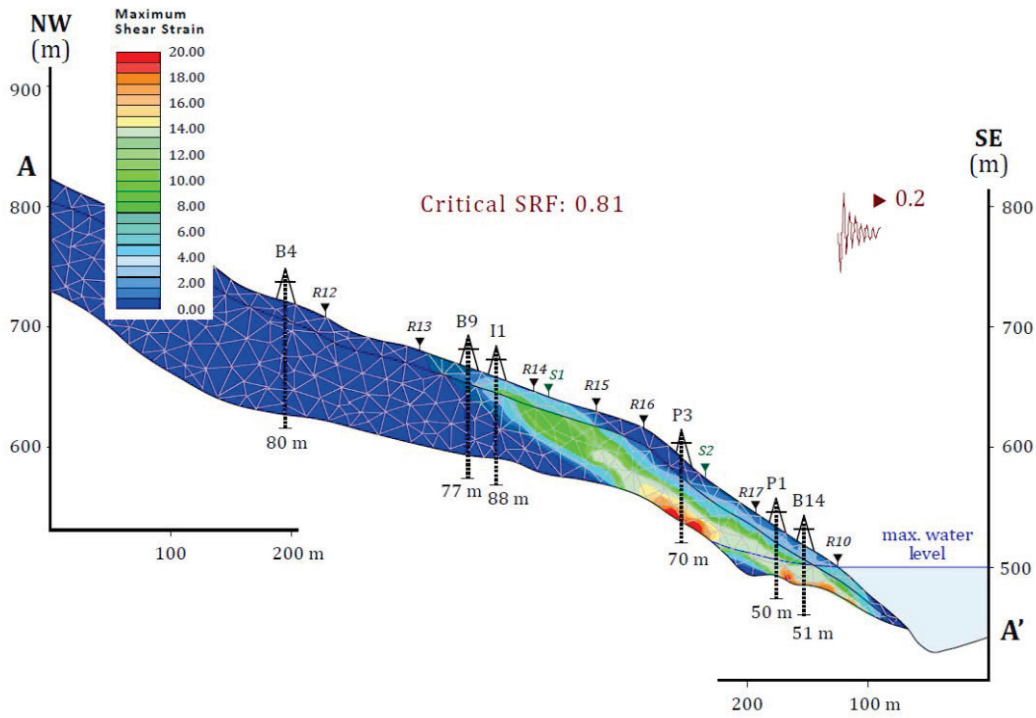 NW
(m)
Maximum
Shear Strain
20.00
18.00
16.00
14.00
12.00
10.00
8.00
6.00
4.00
2.00
0.00
900
A
800
700
600
100
200 m
Critical SRF: 0.81
0.2
SE
(m)
800
700
600
500
A'
max. water
level
B4
R12
R13
B9
I1
R14
S1
R15
R16
P3
S2
R17
P1
B14
R10
80 m
77 m
88 m
70 m
50 m
51 m
200
100 m